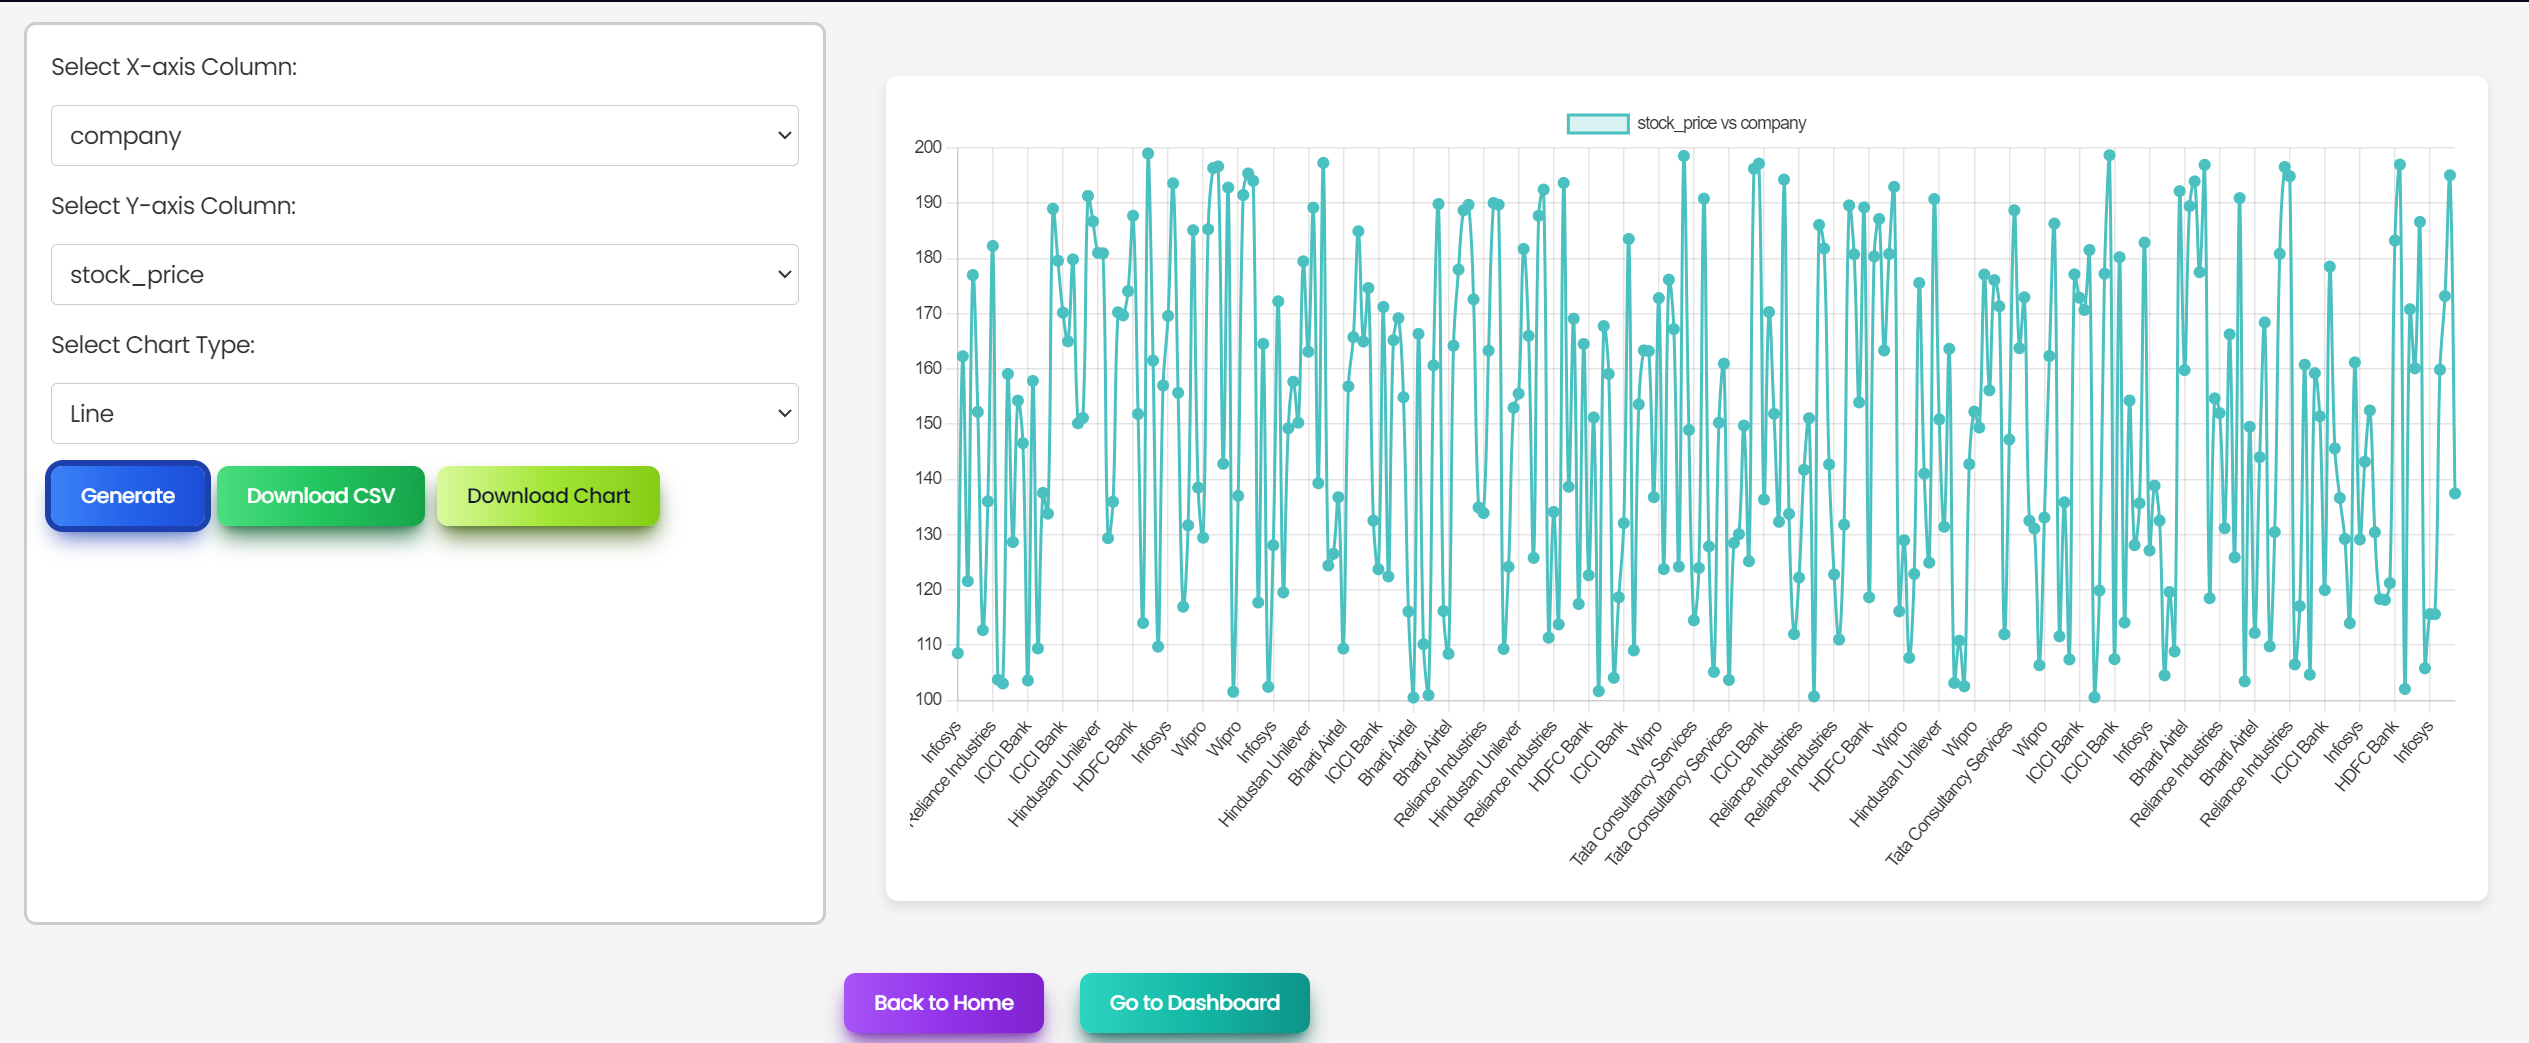 Select X-axis Column:
company
Select Y-axis Column:
stock_price
Select Chart Type:
Line
Generate
Download CSV
Download Chart
stock_price vs company
200
190
180
170
160
150
140
130
120
110
100
Infosys
Reliance Industries
ICICI Bank
ICICI Bank
Hindustan Unilever
HDFC Bank
Infosys
Wipro
Wipro
Infosys
Hindustan Unilever
Bharti Airtel
ICICI Bank
Bharti Airtel
Bharti Airtel
Reliance Industries
Hindustan Unilever
Reliance Industries
HDFC Bank
ICICI Bank
Wipro
Tata Consultancy Services
Tata Consultancy Services
ICICI Bank
Reliance Industries
Reliance Industries
HDFC Bank
Wipro
Hindustan Unilever
Wipro
Tata Consultancy Services
Wipro
ICICI Bank
ICICI Bank
Infosys
Bharti Airtel
Reliance Industries
Bharti Airtel
Reliance Industries
ICICI Bank
Infosys
HDFC Bank
Infosys
Back to Home
Go to Dashboard